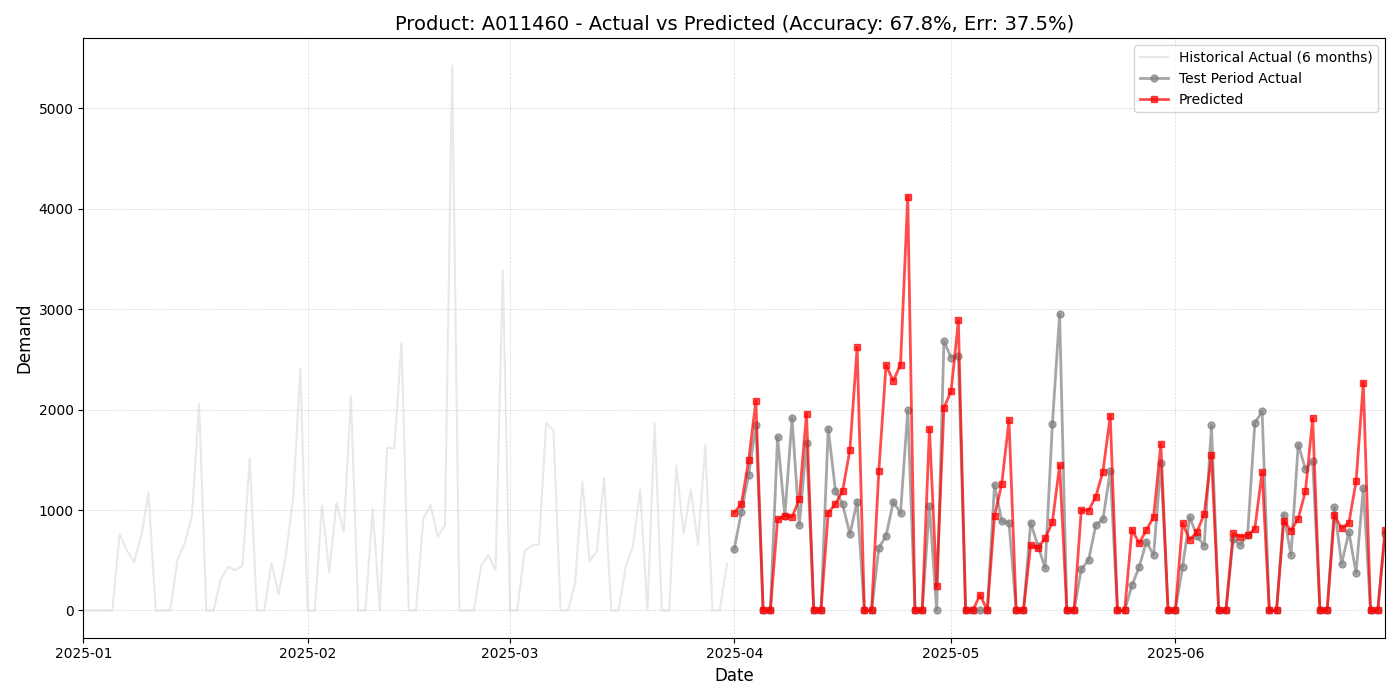 Product: A011460 - Actual vs Predicted (Accuracy: 67.8%, Err: 37.5%)
Historical Actual (6 months)
Test Period Actual
Predicted
Demand
5000
4000
3000
2000
1000
0
2025-01
2025-02
2025-03
2025-04
2025-05
2025-06
Date